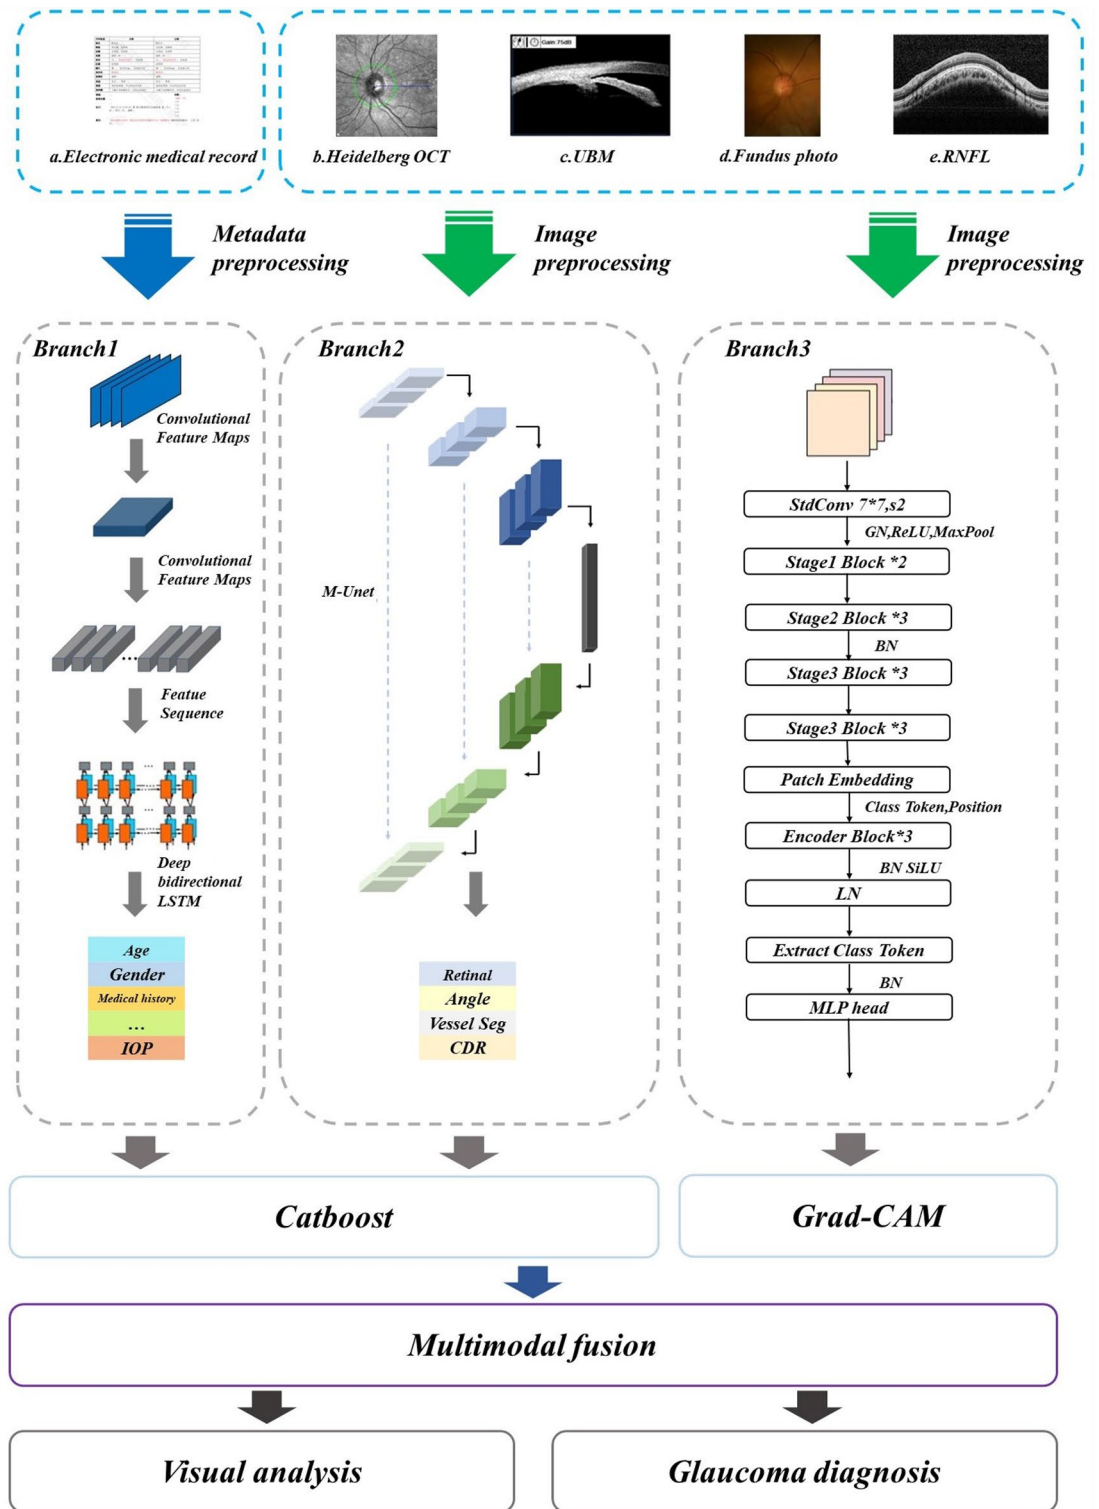 Gain:75dB
a.Electronic medical record
b.Heidelberg OCT
c.UBM
d.Fundus photo
e.RNFL
Metadata
preprocessing
Image
preprocessing
Image
preprocessing
Branch1
Convolutional
Feature Maps
Convolutional
Feature Maps
...
Featue
Sequence
Deep
bidirectional
LSTM
Age
Gender
Medical history
...
IOP
Branch2
M-Unet
Retinal
Angle
Vessel Seg
CDR
Branch3
StdConv 7*7,s2
GN,ReLU,MaxPool
Stage1 Block *2
Stage2 Block *3
BN
Stage3 Block *3
Stage3 Block *3
Patch Embedding
Class Token,Position
Encoder Block*3
BN SiLU
LN
Extract Class Token
BN
MLP head
Catboost
Grad-CAM
Multimodal fusion
Visual analysis
Glaucoma diagnosis